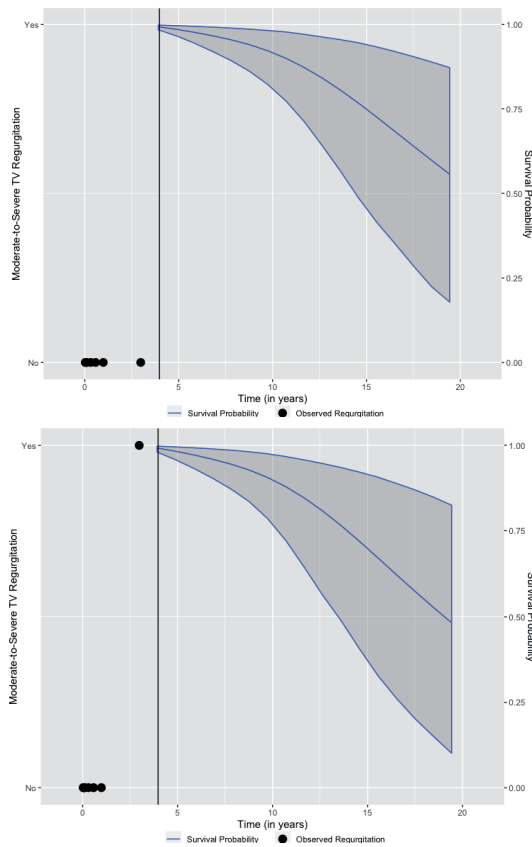 Yes
1.00
0.75
0.50
0.25
No
0.00
Moderate-to-Severe TV Regurgitation
Survival Probability
0 5 10 15 20
Time (in years)
Survival Probability Observed Regurgitation
Yes
1.00
0.75
0.50
0.25
No
0.00
Moderate-to-Severe TV Regurgitation
Survival Probability
0 5 10 15 20
Time (in years)
Survival Probability Observed Regurgitation